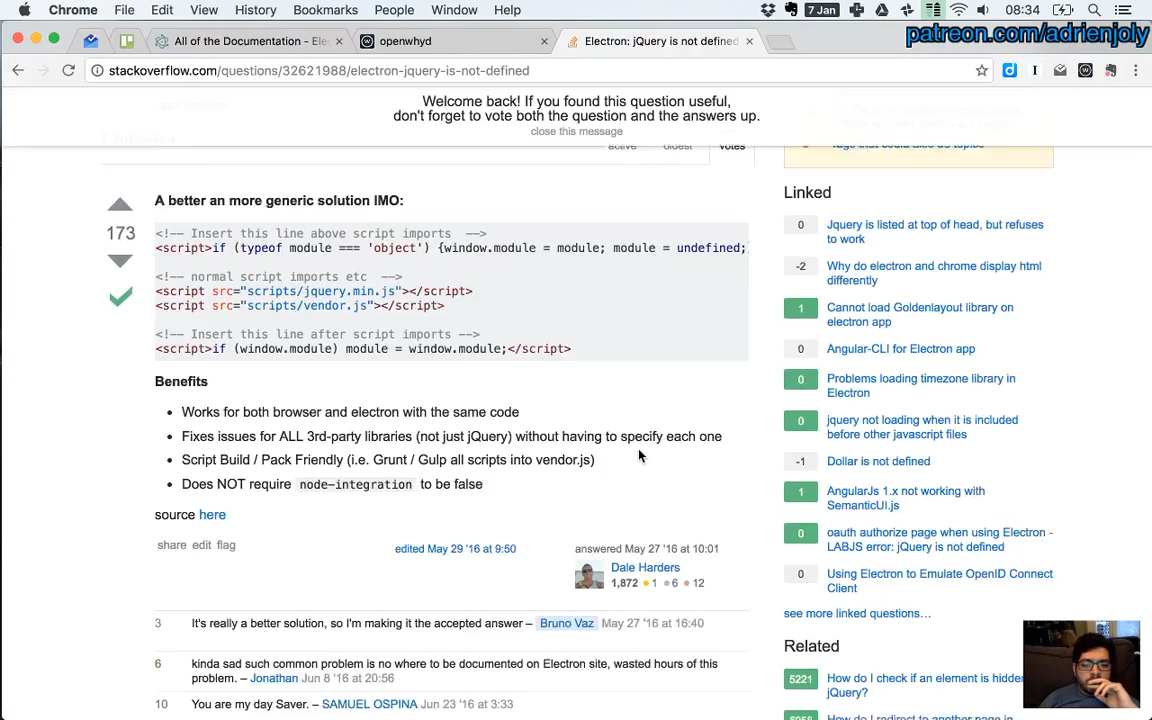 Chrome File Edit View History Bookmarks People Window Help 7 Jan 08:34
patreon.com/adrienjoly
All of the Documentation - Ele × openwhyd × Electron: jQuery is not defined ×
stackoverflow.com/questions/32621988/electron-jquery-is-not-defined
Welcome back! If you found this question useful,
don't forget to vote both the question and the answers up.
close this message
active oldest votes
Linked
A better an more generic solution IMO:
173
<!-- Insert this line above script imports -->
<script>if (typeof module === 'object') {window.module = module; module = undefined;
<!-- normal script imports etc -->
<script src="scripts/jquery.min.js"></script>
<script src="scripts/vendor.js"></script>
<!-- Insert this line after script imports -->
<script>if (window.module) module = window.module;</script>
Benefits
• Works for both browser and electron with the same code
• Fixes issues for ALL 3rd-party libraries (not just jQuery) without having to specify each one
• Script Build / Pack Friendly (i.e. Grunt / Gulp all scripts into vendor.js)
• Does NOT require node-integration to be false
source here
share edit flag
edited May 29 '16 at 9:50
answered May 27 '16 at 10:01
Dale Harders
1,872 1 6 12
3 It's really a better solution, so I'm making it the accepted answer – Bruno Vaz May 27 '16 at 16:40
6 kinda sad such common problem is no where to be documented on Electron site, wasted hours of this
problem. – Jonathan Jun 8 '16 at 20:56
10 You are my day Saver. – SAMUEL OSPINA Jun 23 '16 at 3:33
0 Jquery is listed at top of head, but refuses
to work
-2 Why do electron and chrome display html
differently
1 Cannot load Goldenlayout library on
electron app
0 Angular-CLI for Electron app
0 Problems loading timezone library in
Electron
0 jquery not loading when it is included
before other javascript files
-1 Dollar is not defined
1 AngularJs 1.x not working with
SemanticUI.js
0 oauth authorize page when using Electron -
LABJS error: jQuery is not defined
0 Using Electron to Emulate OpenID Connect
Client
see more linked questions…
Related
5221 How do I check if an element is hidden
jQuery?
How do I redirect to another page in